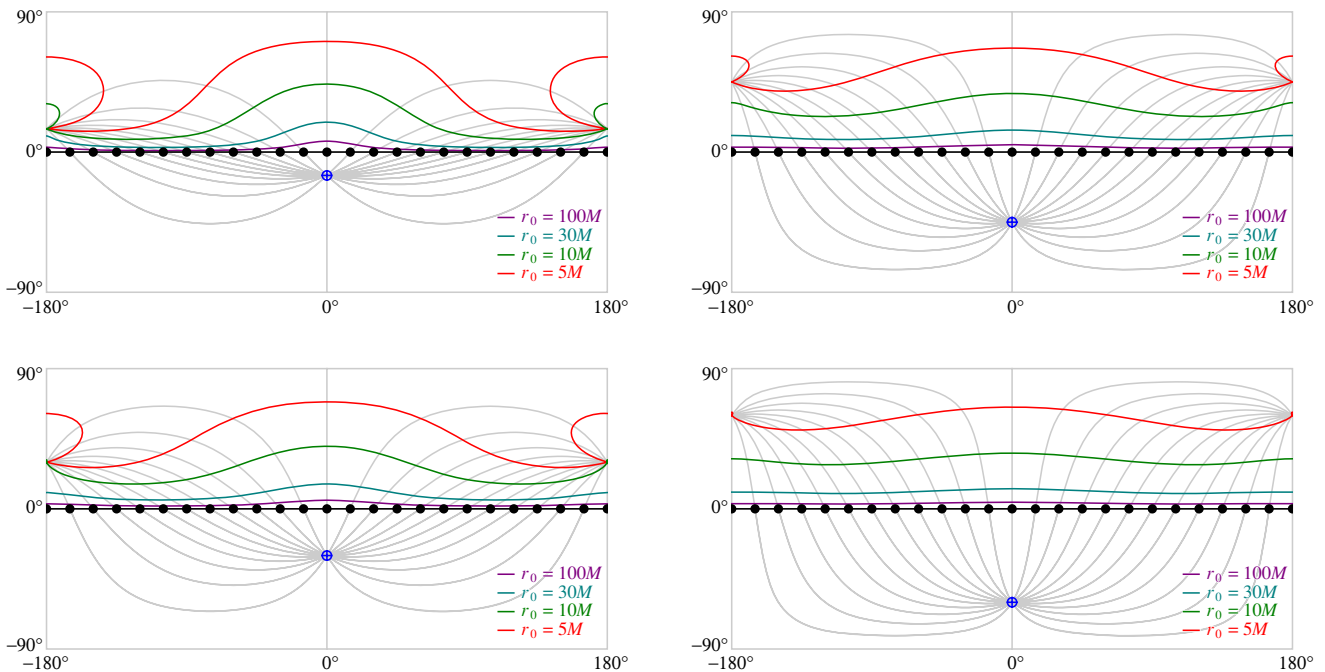 90°
0°
−90°
−180°
0°
180°
r₀ = 100M
r₀ = 30M
r₀ = 10M
r₀ = 5M
90°
0°
−90°
−180°
0°
180°
r₀ = 100M
r₀ = 30M
r₀ = 10M
r₀ = 5M
90°
0°
−90°
−180°
0°
180°
r₀ = 100M
r₀ = 30M
r₀ = 10M
r₀ = 5M
90°
0°
−90°
−180°
0°
180°
r₀ = 100M
r₀ = 30M
r₀ = 10M
r₀ = 5M